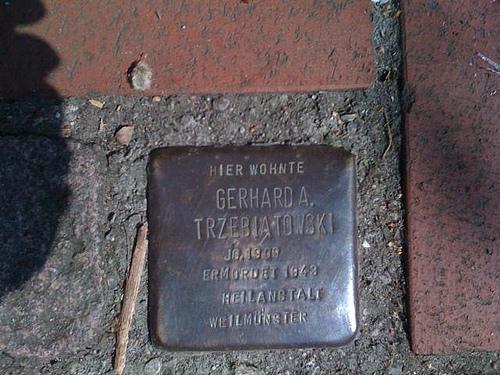 HIER WOHNTE
GERHARD A.
TRZEBIATOWSKI
JG. 1909
ERMORDET 1943
HEILANSTALT
WEILMÜNSTER